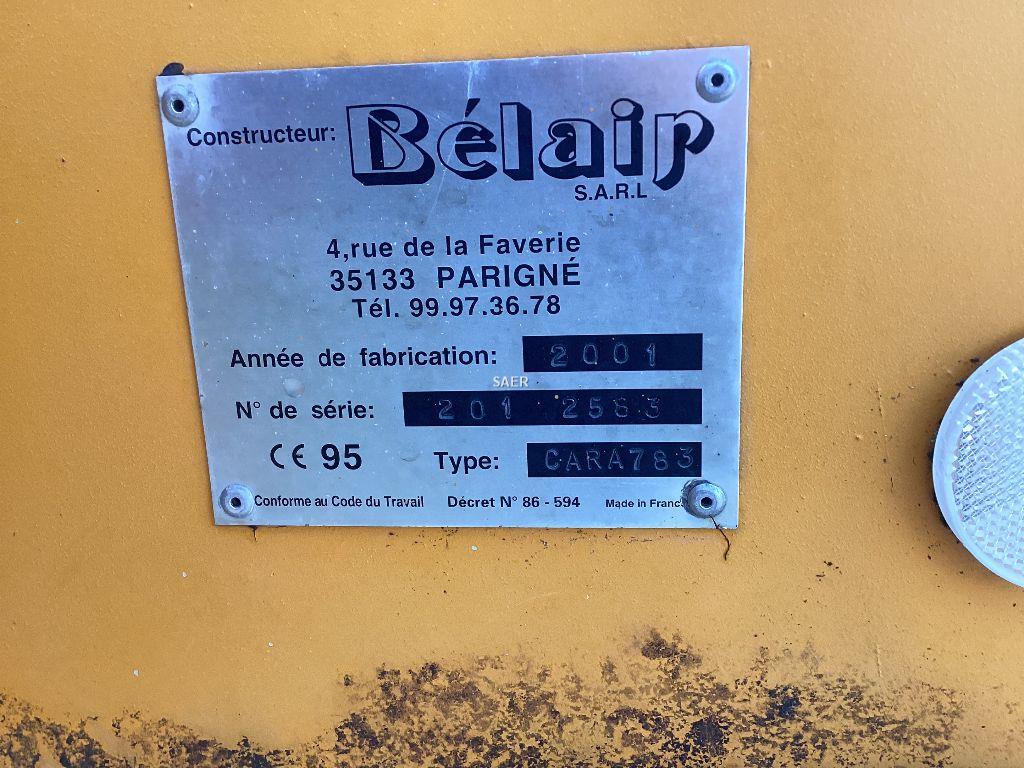 Constructeur: Bélair
S.A.R.L
4,rue de la Faverie
35133 PARIGNÉ
Tél. 99.97.36.78
Année de fabrication: 2001
SAER
N° de série: 201 2583
CE 95 Type: CARA783
Conforme au Code du Travail Décret N° 86 - 594 Made in France